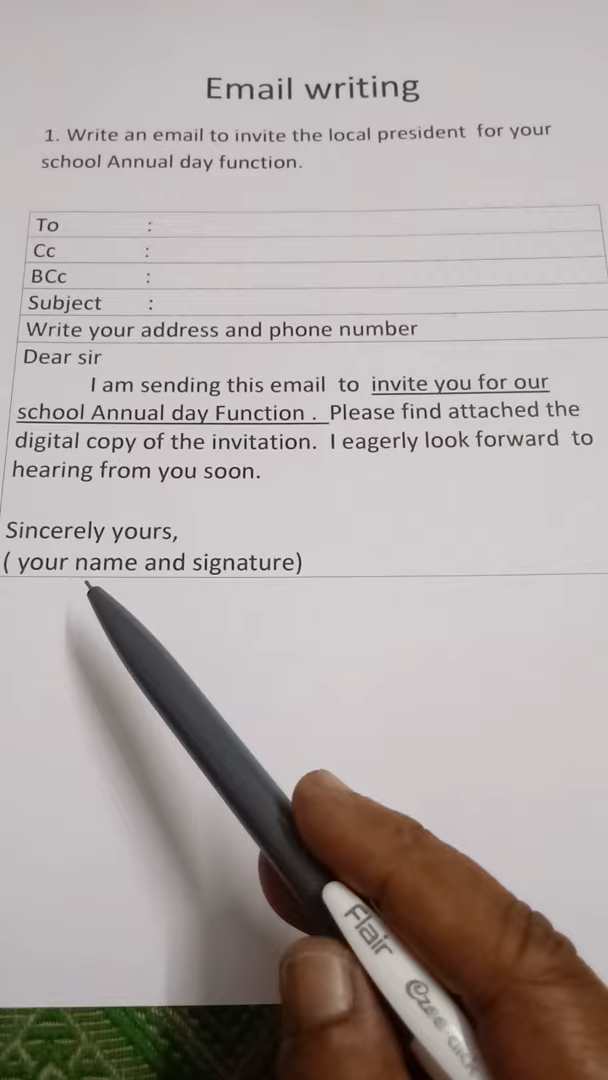 Email writing
1. Write an email to invite the local president for your
school Annual day function.
To :
Cc :
BCc :
Subject :
Write your address and phone number
Dear sir
I am sending this email to invite you for our
school Annual day Function . Please find attached the
digital copy of the invitation. I eagerly look forward to
hearing from you soon.
Sincerely yours,
( your name and signature)
Flair